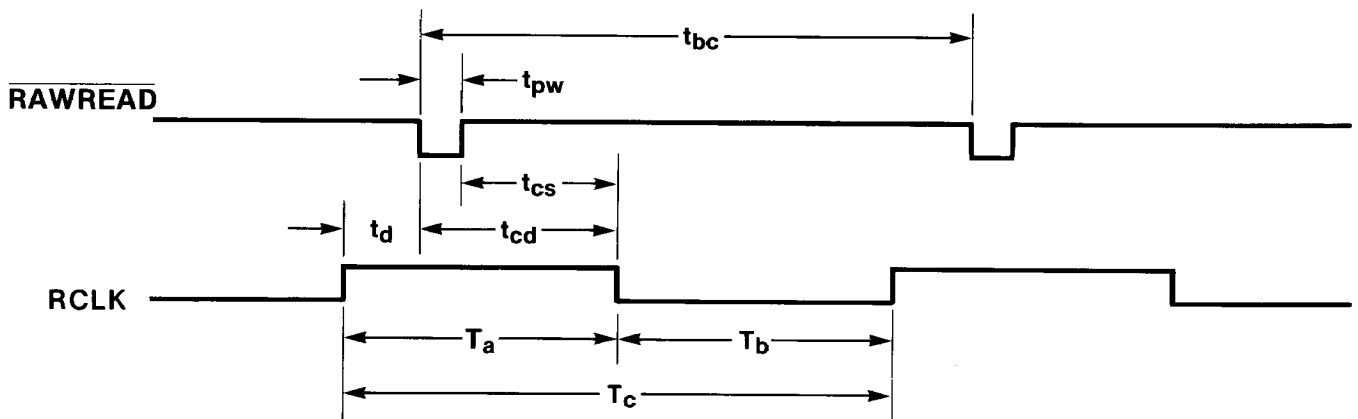 tbc
tpw
RAWREAD
tcs
td
tcd
RCLK
Ta
Tb
Tc